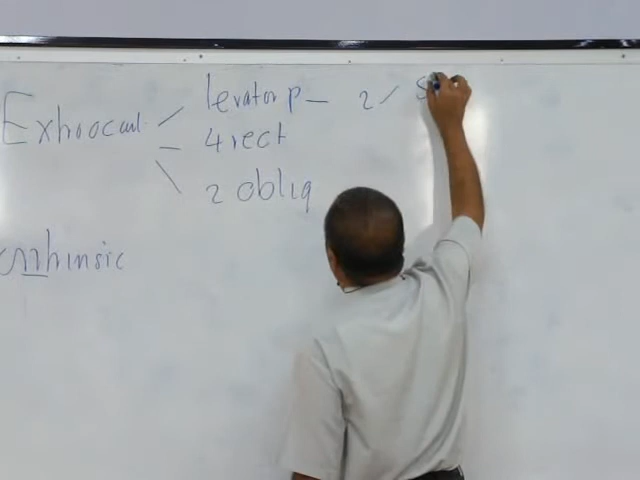 levator p — 2 / S
Extraocul.
4 rect
2 obliq
intrinsic